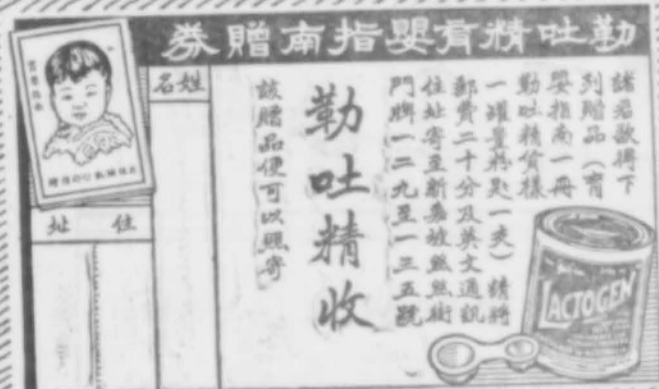 勒吐精育嬰指南贈券
諸君欲得下
列贈品（育
嬰指南一冊
勒吐精貨樣
一罐量粉匙一支）請將
郵費二十分及英文通訊
住址寄至新嘉坡 街
門牌一二九至一三五號
勒吐精收
該贈品便可以照寄
姓名
住址
LACTOGEN